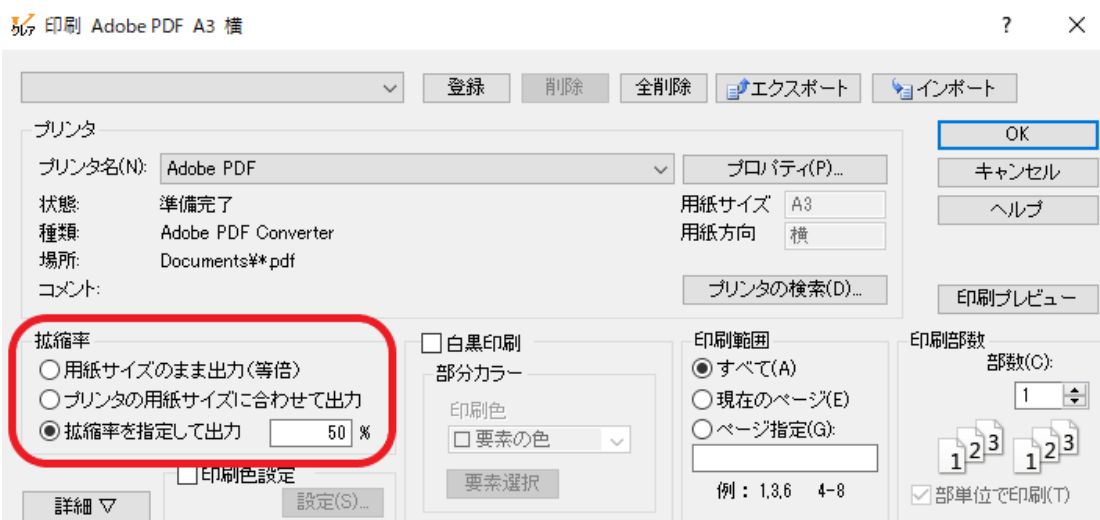 クレア 印刷 Adobe PDF A3 横 ?
登録 削除 全削除 エクスポート インポート
プリンタ
プリンタ名(N): Adobe PDF プロパティ(P)... OK
状態: 準備完了 用紙サイズ A3 キャンセル
種類: Adobe PDF Converter 用紙方向 横 ヘルプ
場所: Documents¥*.pdf
コメント: プリンタの検索(D)... 印刷プレビュー
拡縮率
用紙サイズのまま出力(等倍)
プリンタの用紙サイズに合わせて出力
拡縮率を指定して出力 50 %
印刷色設定
設定(S)...
詳細 ▽
白黒印刷
部分カラー
印刷色
要素の色
要素選択
印刷範囲
すべて(A)
現在のページ(E)
ページ指定(G):
例: 1,3,6 4-8
印刷部数
部数(C):
1
1 2 3 1 2 3
部単位で印刷(T)